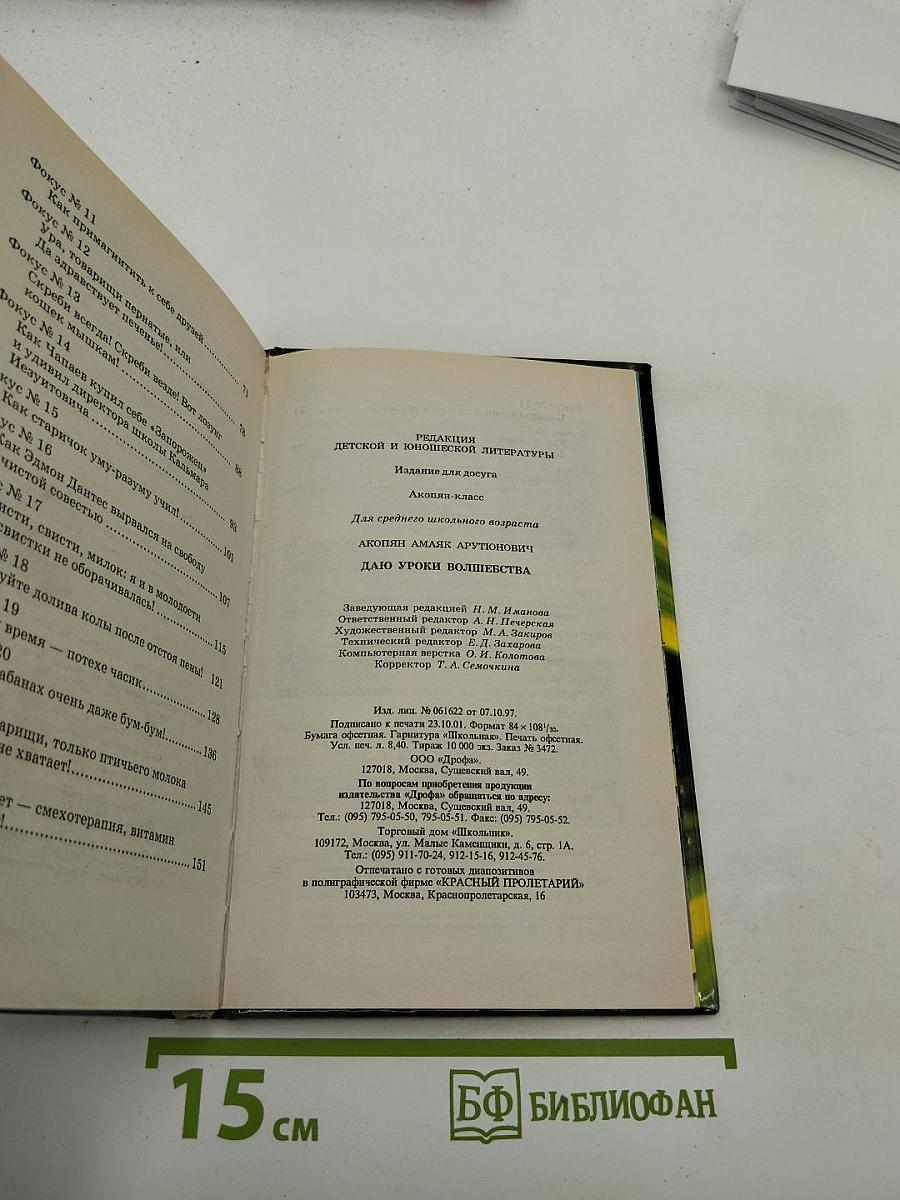 Фокус № 11
Как примагнитить к себе друзей 71
Фокус № 12
Ура, товарищи пернатые, или
Да здравствует печенье! 78
Фокус № 13
Скреби всегда! Скреби везде! Вот лозунг
кошек мышкам! 88
Фокус № 14
Как Чапаев купил себе «Запорожец»
и удивил директора школы Кальмара
Иезуитовича 93
кус № 15
Как старичок уму-разуму учил! 101
ус № 16
Как Эдмон Дантес вырвался на свободу
чистой совестью 107
с № 17
исти, свисти, милок: я и в молодости
свистки не оборачивалась! 115
№ 18
уйте долива колы после отстоя пены! 121
19
время — потехе часик 128
20
абанах очень даже бум-бум! 136
арищи, только птичьего молока
не хватает! 145
ет — смехотерапия, витамин
! 151
РЕДАКЦИЯ
ДЕТСКОЙ И ЮНОШЕСКОЙ ЛИТЕРАТУРЫ
Издание для досуга
Акопян-класс
Для среднего школьного возраста
АКОПЯН АМАЯК АРУТЮНОВИЧ
ДАЮ УРОКИ ВОЛШЕБСТВА
Заведующая редакцией Н. М. Иманова
Ответственный редактор А. Н. Печерская
Художественный редактор М. А. Закиров
Технический редактор Е. Д. Захарова
Компьютерная верстка О. И. Колотова
Корректор Т. А. Семочкина
Изд. лиц. № 061622 от 07.10.97.
Подписано к печати 23.10.01. Формат 84 × 108 1/32.
Бумага офсетная. Гарнитура «Школьная». Печать офсетная.
Усл. печ. л. 8,40. Тираж 10 000 экз. Заказ № 3472.
ООО «Дрофа».
127018, Москва, Сущевский вал, 49.
По вопросам приобретения продукции
издательства «Дрофа» обращаться по адресу:
127018, Москва, Сущевский вал, 49.
Тел.: (095) 795-05-50, 795-05-51. Факс: (095) 795-05-52.
Торговый дом «Школьник».
109172, Москва, ул. Малые Каменщики, д. 6, стр. 1А.
Тел.: (095) 911-70-24, 912-15-16, 912-45-76.
Отпечатано с готовых диапозитивов
в полиграфической фирме «КРАСНЫЙ ПРОЛЕТАРИЙ»
103473, Москва, Краснопролетарская, 16
15 см
БФ БИБЛИОФАН